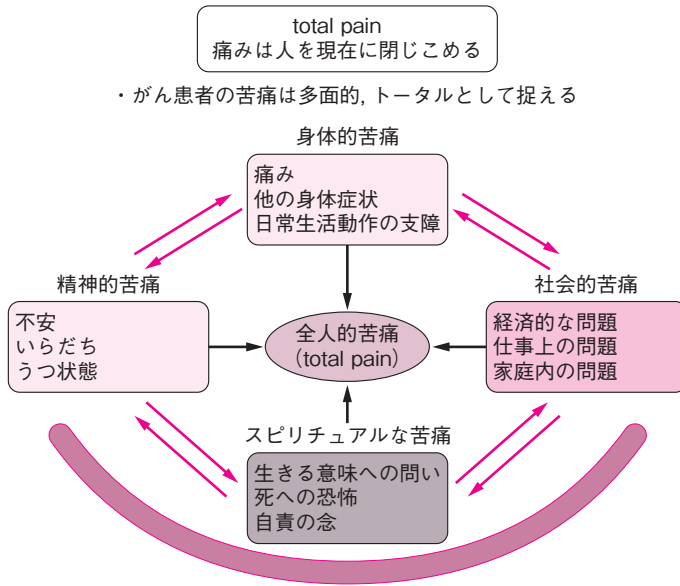 total pain
痛みは人を現在に閉じこめる
・がん患者の苦痛は多面的, トータルとして捉える
身体的苦痛
痛み
他の身体症状
日常生活動作の支障
精神的苦痛
不安
いらだち
うつ状態
社会的苦痛
経済的な問題
仕事上の問題
家庭内の問題
全人的苦痛
(total pain)
スピリチュアルな苦痛
生きる意味への問い
死への恐怖
自責の念